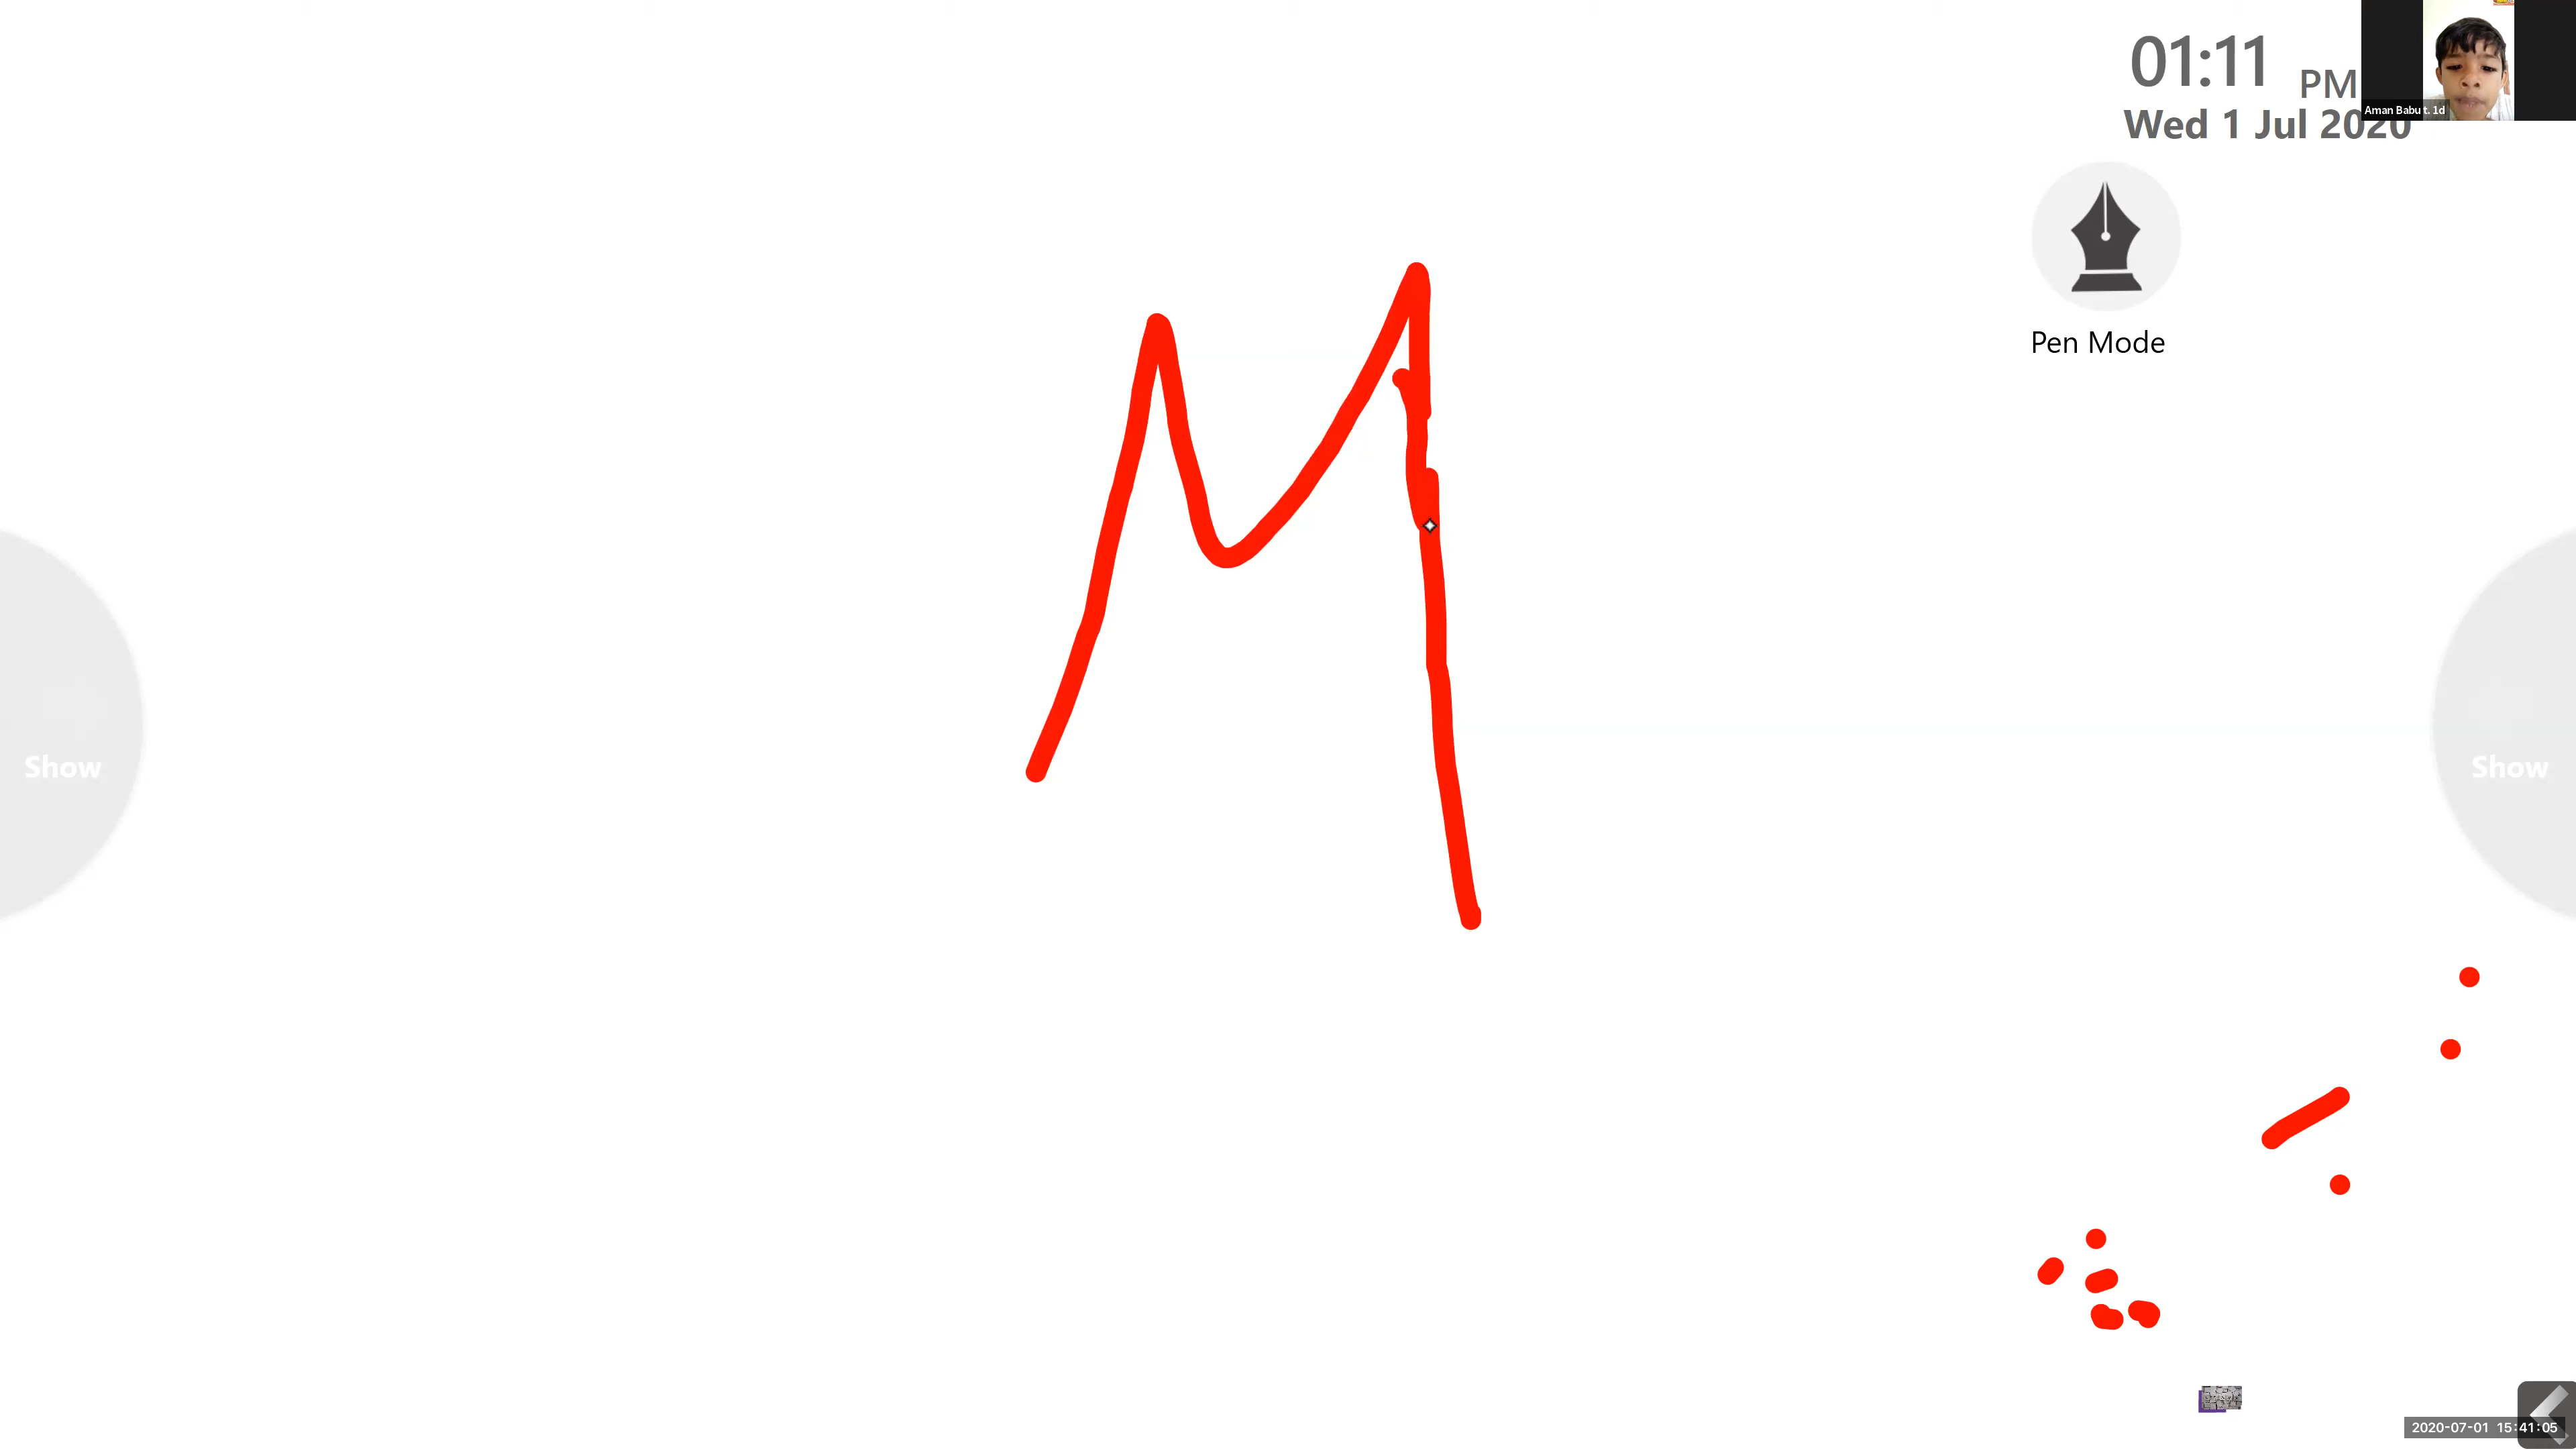 01:11 PM
Aman Babu t. 1d
Wed 1 Jul 2020
Pen Mode
M
Show
Show
2020-07-01 15:41:05